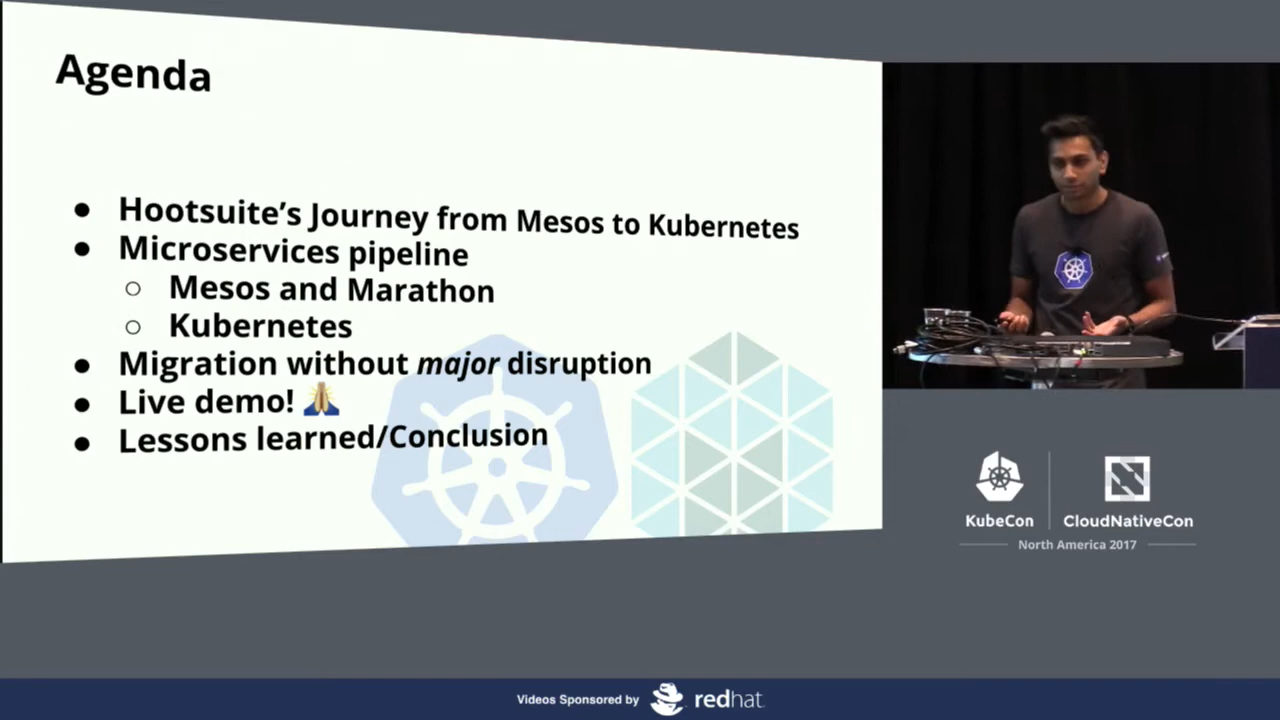 Agenda
● Hootsuite’s Journey from Mesos to Kubernetes
● Microservices pipeline
○ Mesos and Marathon
○ Kubernetes
● Migration without major disruption
● Live demo! 🙏
● Lessons learned/Conclusion
KubeCon
CloudNativeCon
North America 2017
Videos Sponsored by redhat.